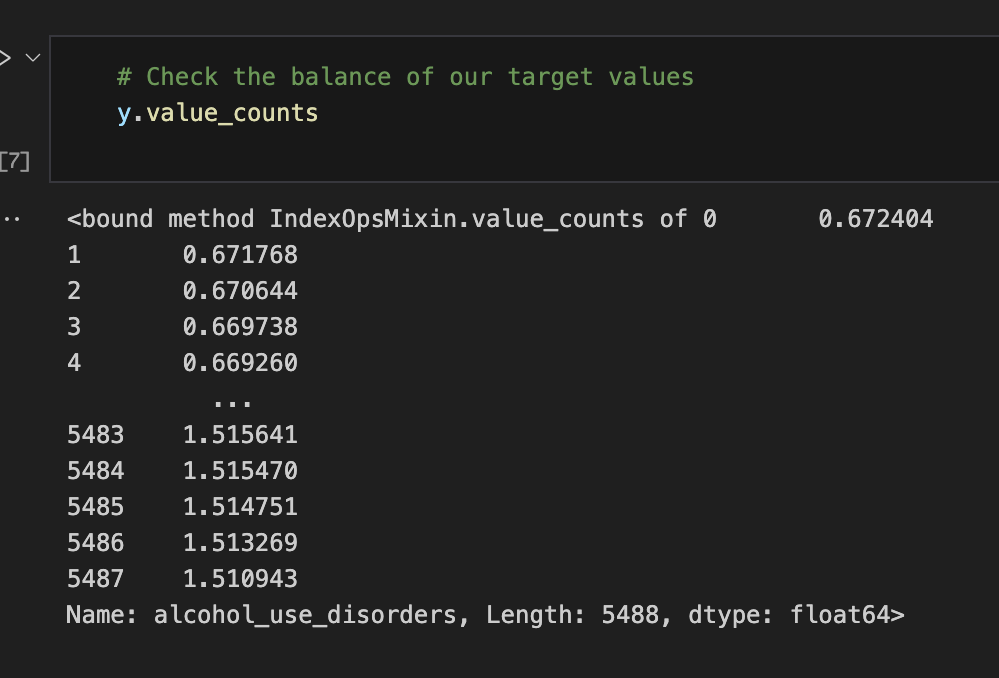 # Check the balance of our target values
y.value_counts
[7]
<bound method IndexOpsMixin.value_counts of 0       0.672404
1       0.671768
2       0.670644
3       0.669738
4       0.669260
...
5483    1.515641
5484    1.515470
5485    1.514751
5486    1.513269
5487    1.510943
Name: alcohol_use_disorders, Length: 5488, dtype: float64>